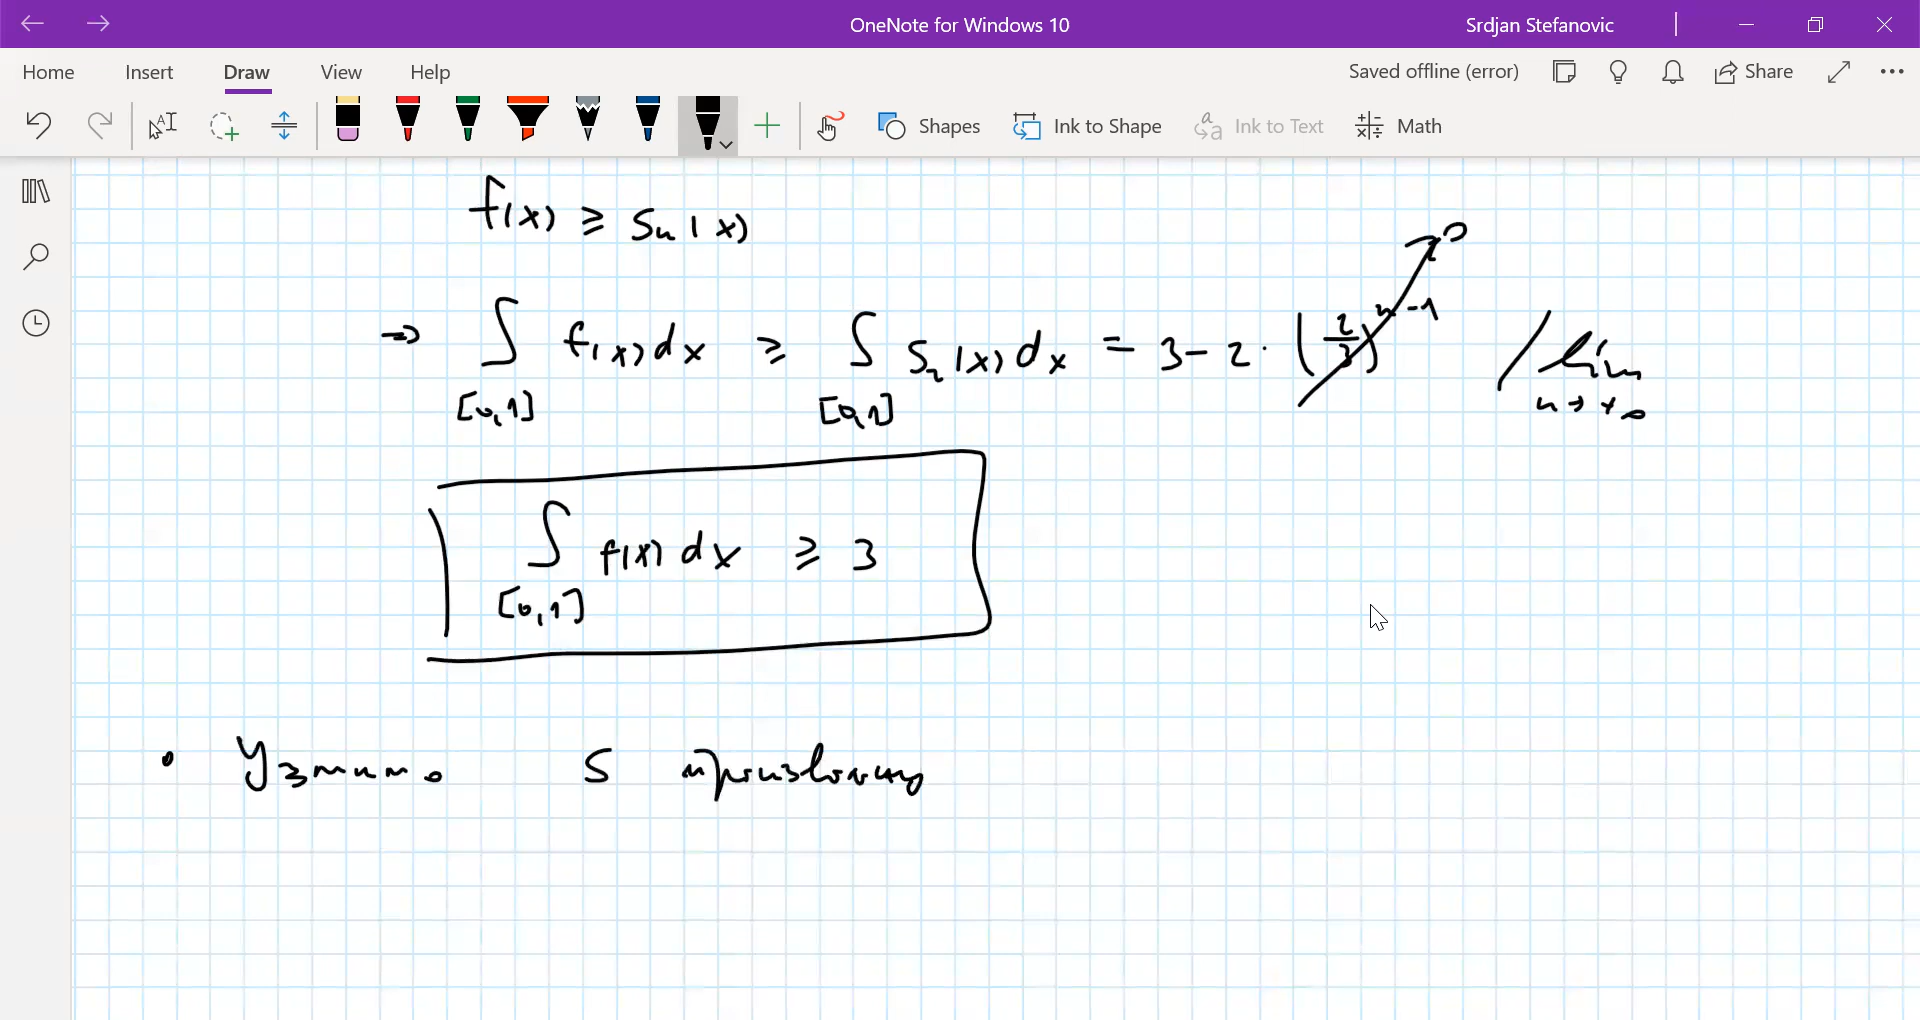 OneNote for Windows 10 Srdjan Stefanovic
Home Insert Draw View Help Saved offline (error) Share
Shapes Ink to Shape Ink to Text Math
f(x) ≥ Sn(x)
⇒ ∫[0,1] f(x)dx ≥ ∫[0,1] Sn(x)dx = 3 - 2 · (2/3)^(n-1) → 0 / lim n→+∞
∫[0,1] f(x)dx ≥ 3
• Узмимо S произвољну